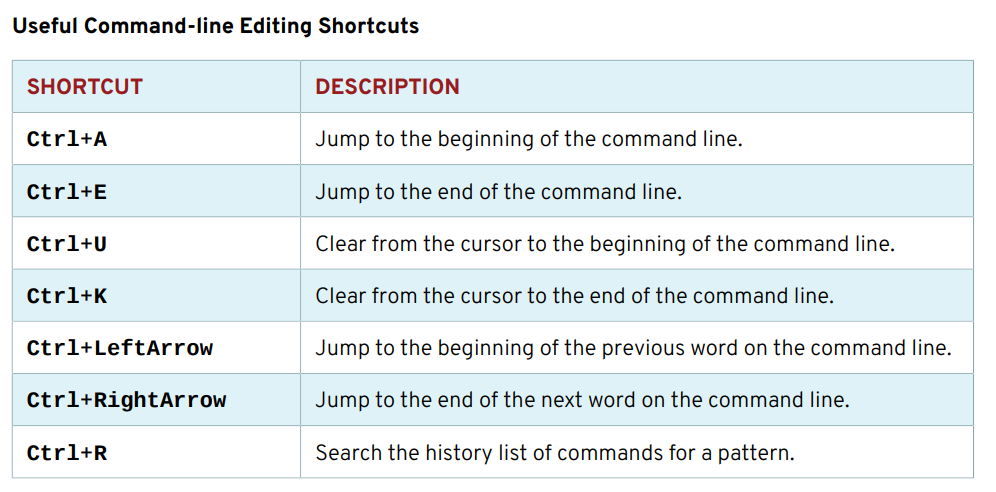 Useful Command-line Editing Shortcuts
SHORTCUT DESCRIPTION
Ctrl+A Jump to the beginning of the command line.
Ctrl+E Jump to the end of the command line.
Ctrl+U Clear from the cursor to the beginning of the command line.
Ctrl+K Clear from the cursor to the end of the command line.
Ctrl+LeftArrow Jump to the beginning of the previous word on the command line.
Ctrl+RightArrow Jump to the end of the next word on the command line.
Ctrl+R Search the history list of commands for a pattern.